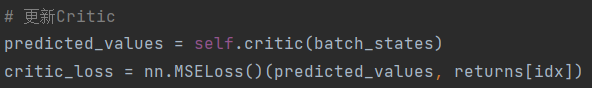 # 更新Critic
predicted_values = self.critic(batch_states)
critic_loss = nn.MSELoss()(predicted_values, returns[idx])